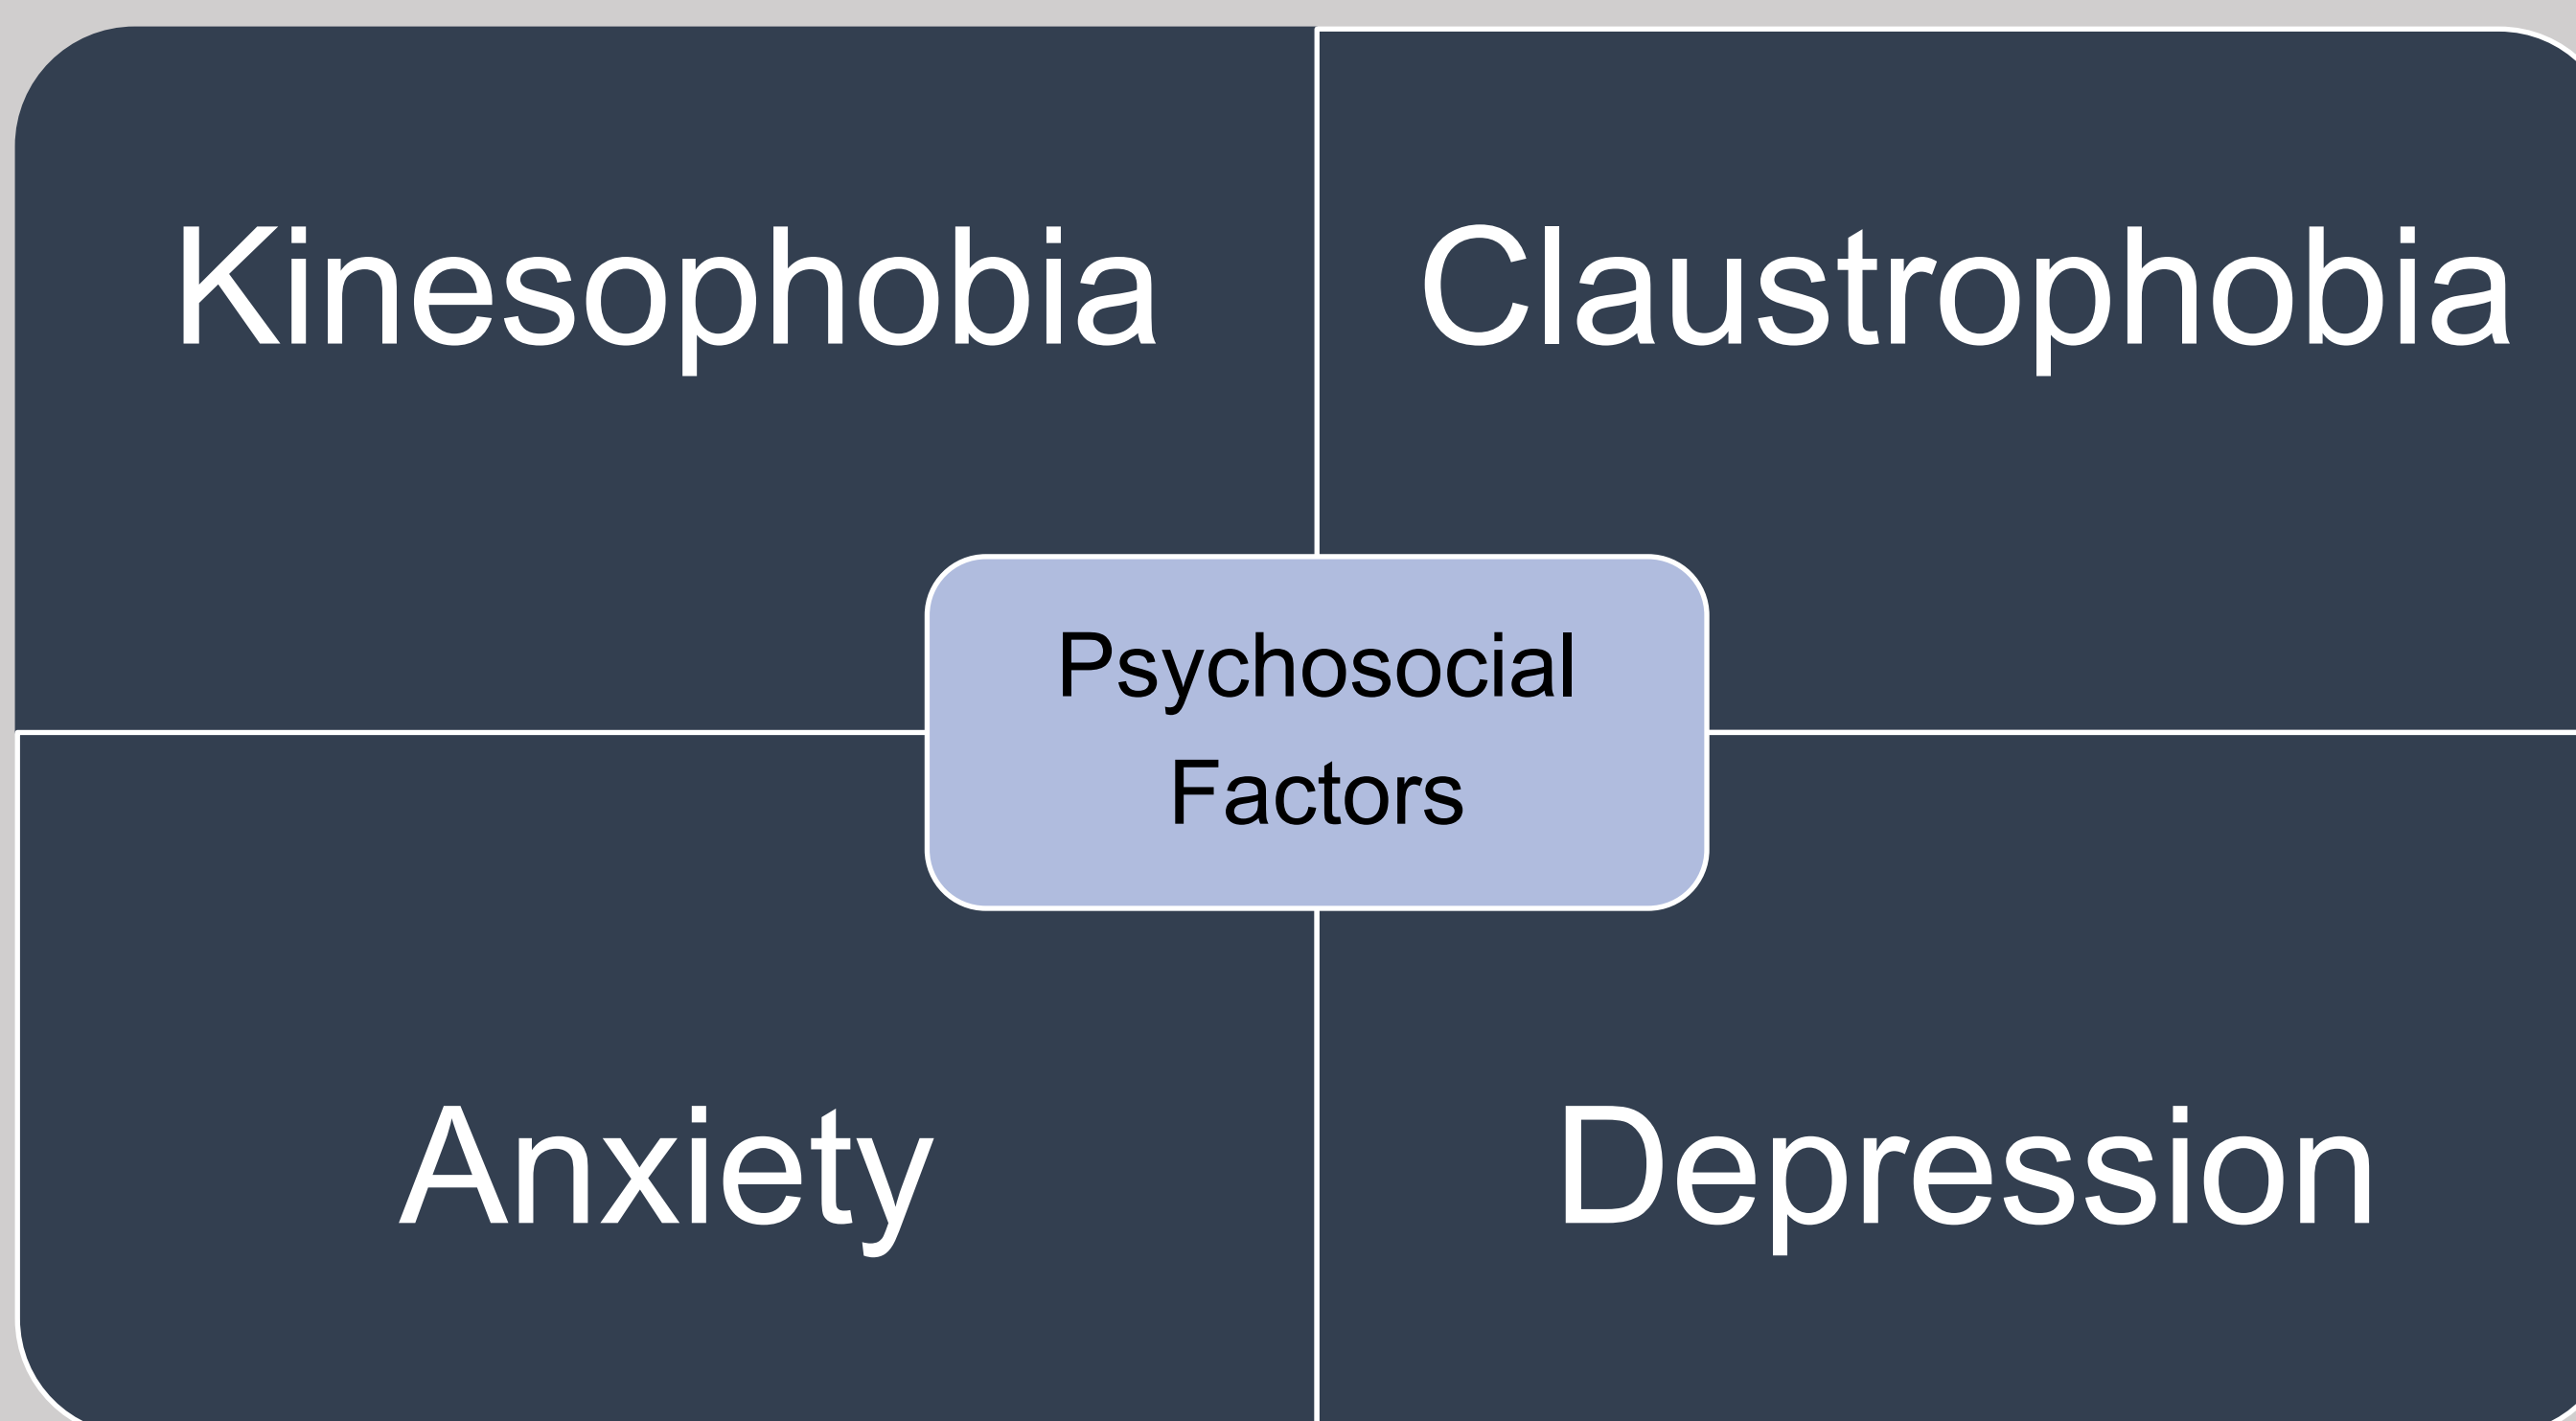 Kinesophobia
Claustrophobia
Psychosocial
Factors
Anxiety
Depression